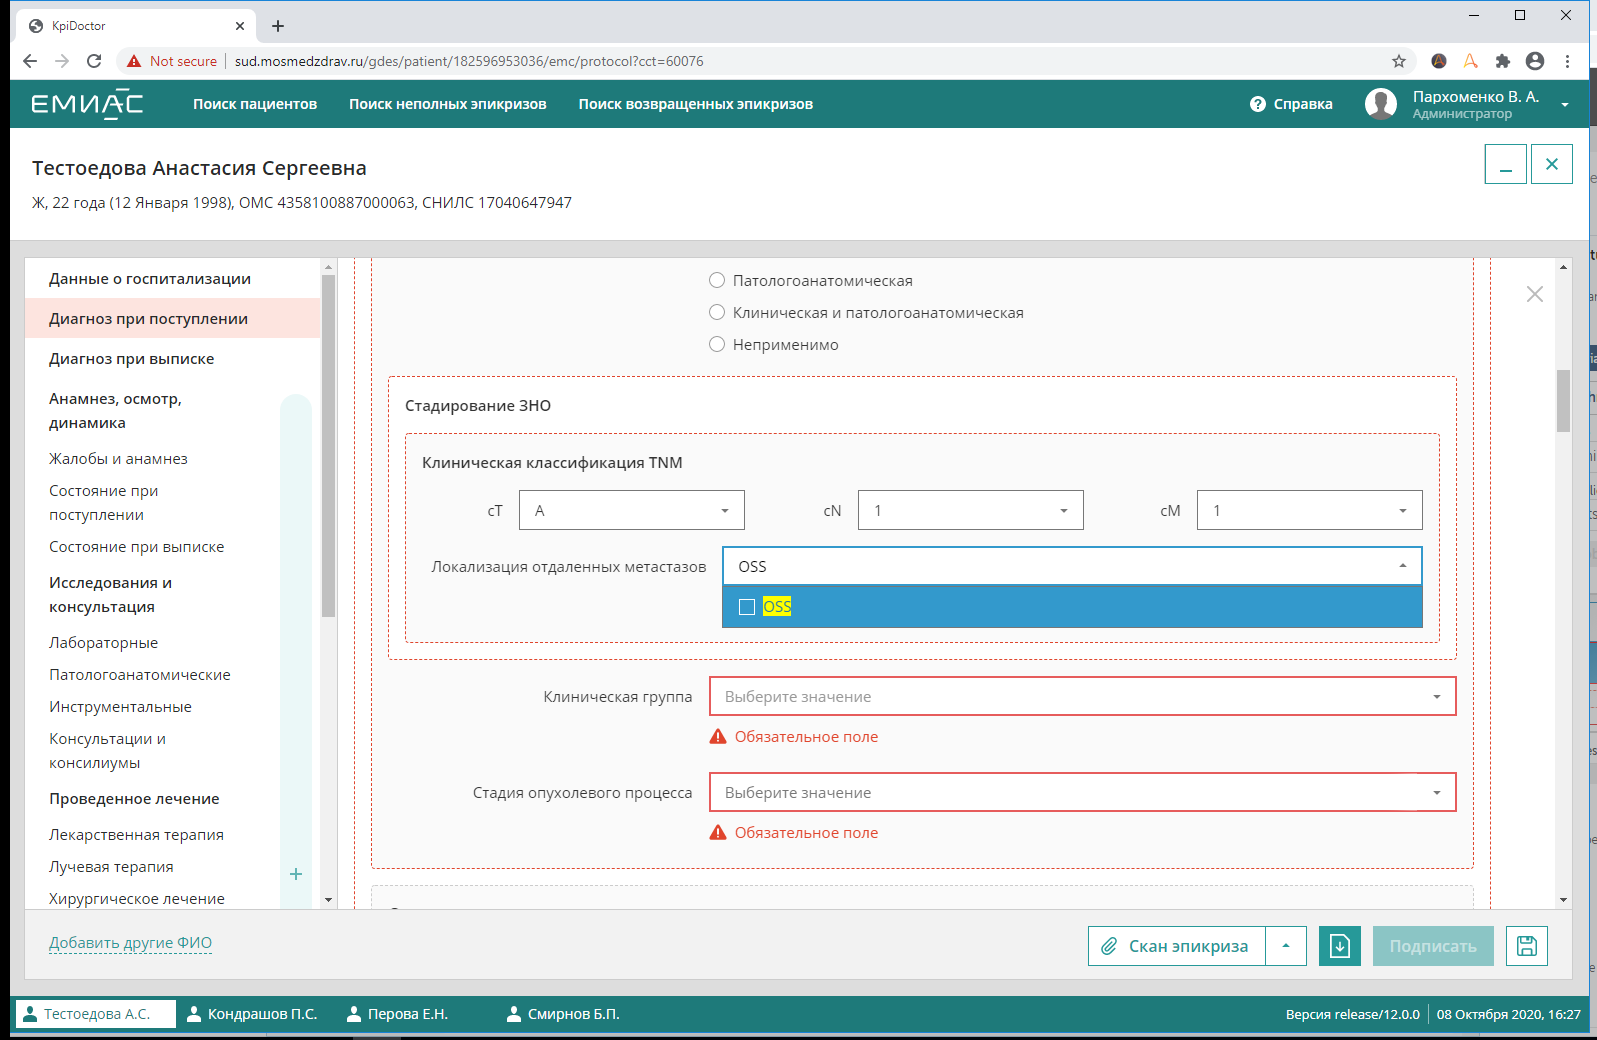 KpiDoctor
Not secure
sud.mosmedzdrav.ru/gdes/patient/182596953036/emc/protocol?cct=60076
ЕМИАС
Поиск пациентов
Поиск неполных эпикризов
Поиск возвращенных эпикризов
Справка
Пархоменко В. А.
Администратор
Тестоедова Анастасия Сергеевна
Ж, 22 года (12 Января 1998), ОМС 4358100887000063, СНИЛС 17040647947
Данные о госпитализации
Диагноз при поступлении
Диагноз при выписке
Анамнез, осмотр,
динамика
Жалобы и анамнез
Состояние при
поступлении
Состояние при выписке
Исследования и
консультация
Лабораторные
Патологоанатомические
Инструментальные
Консультации и
консилиумы
Проведенное лечение
Лекарственная терапия
Лучевая терапия
Хирургическое лечение
Патологоанатомическая
Клиническая и патологоанатомическая
Неприменимо
Стадирование ЗНО
Клиническая классификация TNM
cT
A
cN
1
cM
1
Локализация отдаленных метастазов
OSS
OSS
Клиническая группа
Выберите значение
Обязательное поле
Стадия опухолевого процесса
Выберите значение
Обязательное поле
Добавить другие ФИО
Скан эпикриза
Подписать
Тестоедова А.С.
Кондрашов П.С.
Перова Е.Н.
Смирнов Б.П.
Версия release/12.0.0
08 Октября 2020, 16:27